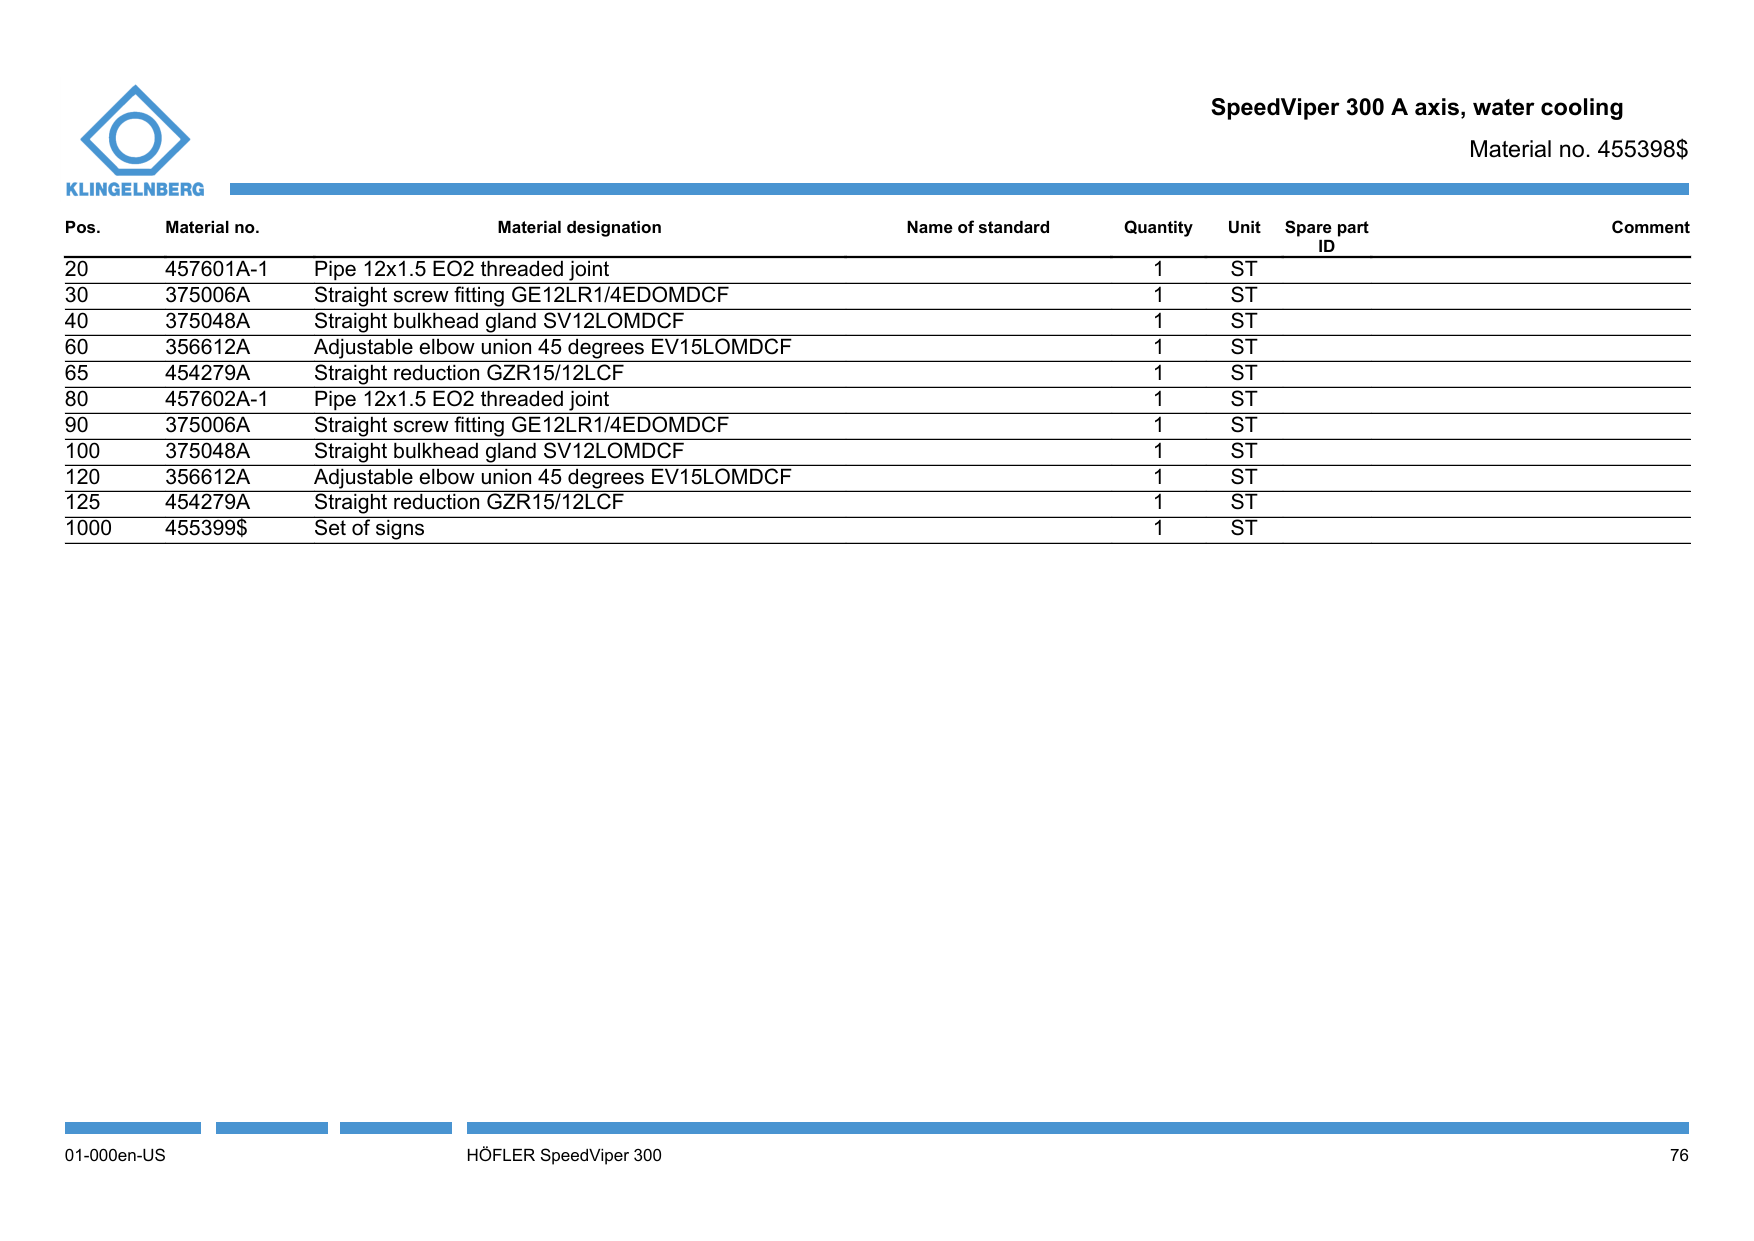 KLINGELNBERG
SpeedViper 300 A axis, water cooling
Material no. 455398$
Pos. Material no. Material designation Name of standard Quantity Unit Spare part ID Comment
20 457601A-1 Pipe 12x1.5 EO2 threaded joint 1 ST
30 375006A Straight screw fitting GE12LR1/4EDOMDCF 1 ST
40 375048A Straight bulkhead gland SV12LOMDCF 1 ST
60 356612A Adjustable elbow union 45 degrees EV15LOMDCF 1 ST
65 454279A Straight reduction GZR15/12LCF 1 ST
80 457602A-1 Pipe 12x1.5 EO2 threaded joint 1 ST
90 375006A Straight screw fitting GE12LR1/4EDOMDCF 1 ST
100 375048A Straight bulkhead gland SV12LOMDCF 1 ST
120 356612A Adjustable elbow union 45 degrees EV15LOMDCF 1 ST
125 454279A Straight reduction GZR15/12LCF 1 ST
1000 455399$ Set of signs 1 ST
01-000en-US HÖFLER SpeedViper 300 76